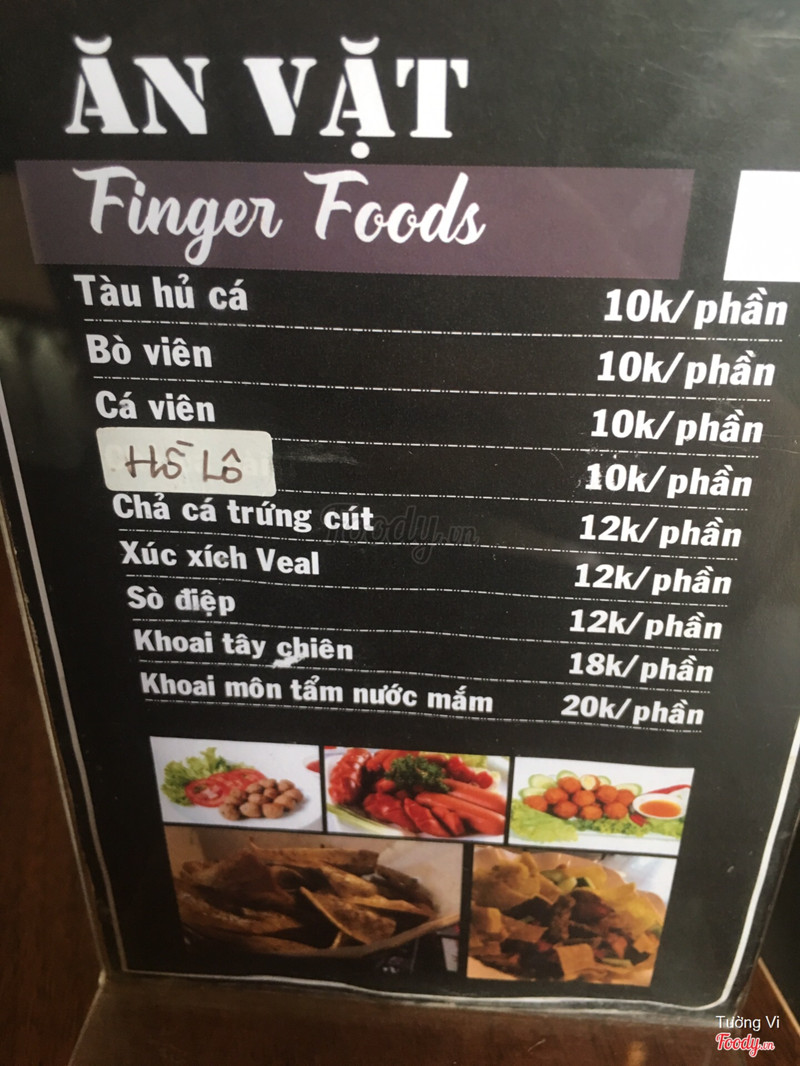 ĂN VẶT
Finger Foods
Tàu hủ cá 10k/phần
Bò viên 10k/phần
Cá viên 10k/phần
Hồ Lô 10k/phần
Chả cá trứng cút 12k/phần
Xúc xích Veal 12k/phần
Sò điệp 12k/phần
Khoai tây chiên 18k/phần
Khoai môn tẩm nước mắm 20k/phần
Foody.vn
Tường Vi
Foody.vn